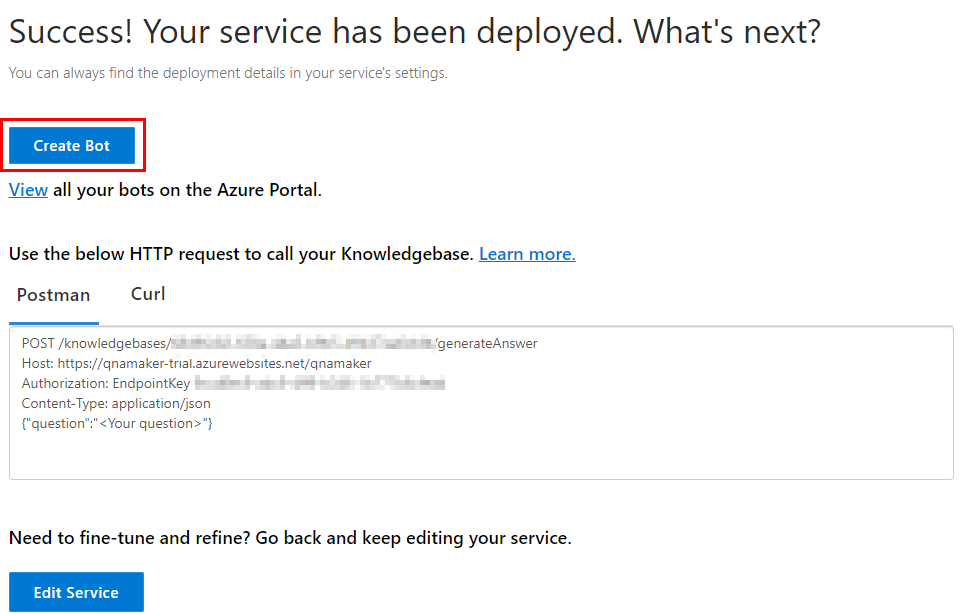 Success! Your service has been deployed. What's next?
You can always find the deployment details in your service's settings.
Create Bot
View all your bots on the Azure Portal.
Use the below HTTP request to call your Knowledgebase. Learn more.
Postman Curl
POST /knowledgebases/ /generateAnswer
Host: https://qnamaker-trial.azurewebsites.net/qnamaker
Authorization: EndpointKey
Content-Type: application/json
{"question":"<Your question>"}
Need to fine-tune and refine? Go back and keep editing your service.
Edit Service